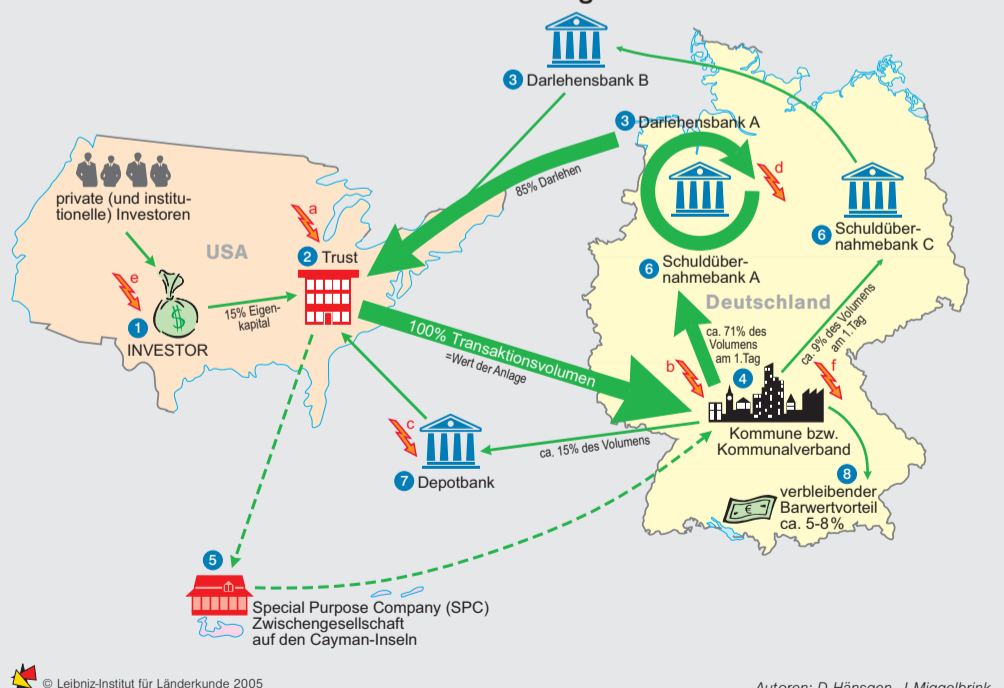 3 Darlehensbank B
3 Darlehensbank A
85% Darlehen
d
private (und institu-
tionelle) Investoren
a
USA
2 Trust
e
15% Eigen-
kapital
$
1
INVESTOR
6 Schuldüber-
nahmebank C
6 Schuldüber-
nahmebank A
Deutschland
ca. 71% des
Volumens
am 1.Tag
ca. 9% des Volumens
am 1.Tag
100% Transaktionsvolumen
=Wert der Anlage
b
4
f
Kommune bzw.
Kommunalverband
c
ca. 15% des Volumens
7 Depotbank
8
verbleibender
Barwertvorteil
ca. 5-8%
€
5
Special Purpose Company (SPC)
Zwischengesellschaft
auf den Cayman-Inseln
© Leibniz-Institut für Länderkunde 2005
Autoren: D.Hänsgen, J.Miggelbrink